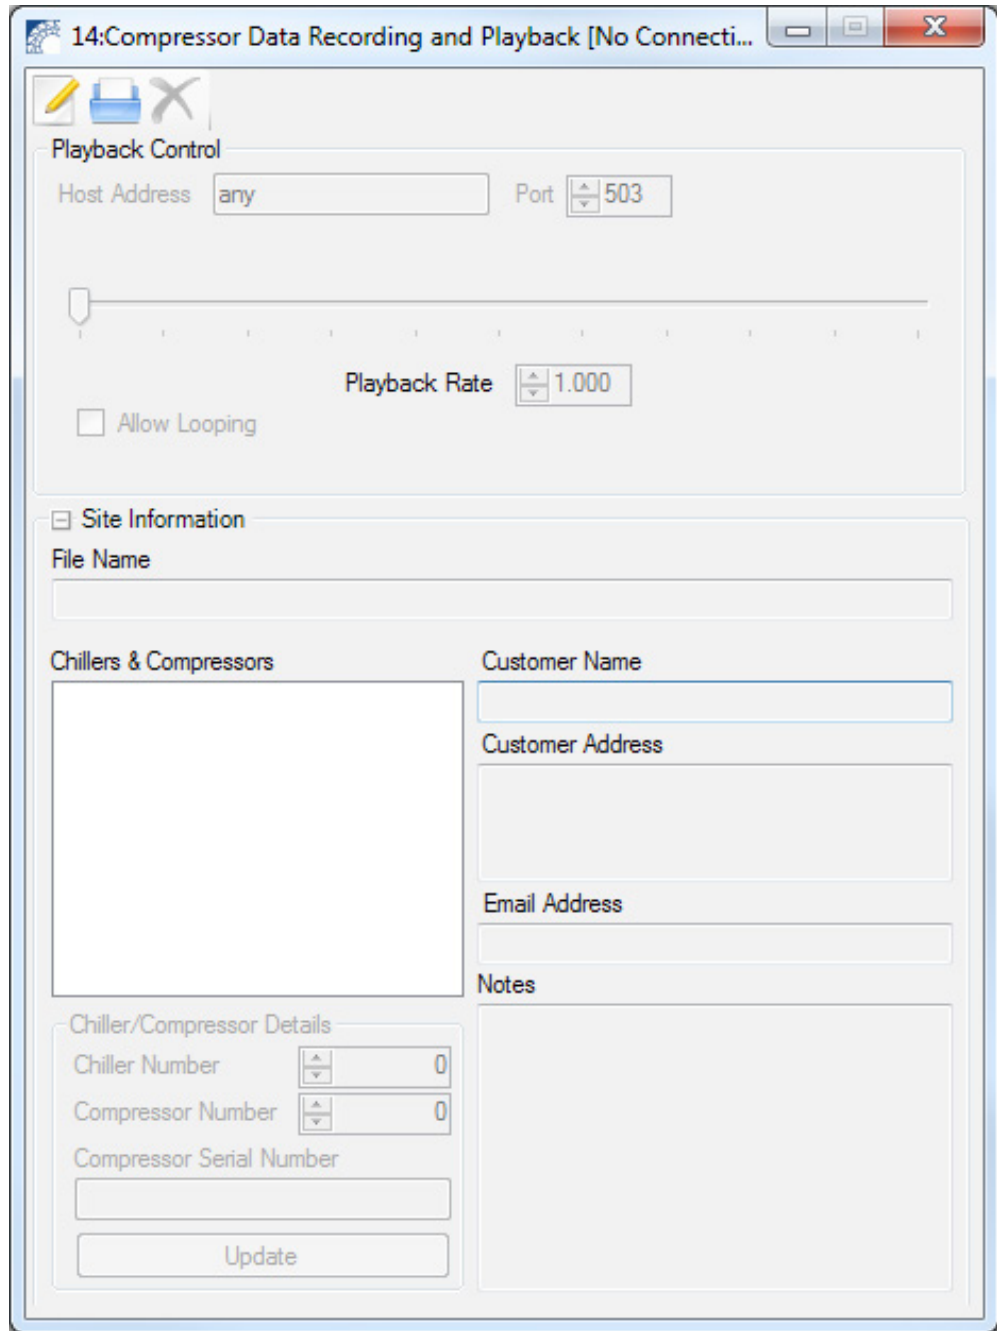 14:Compressor Data Recording and Playback [No Connecti...
Playback Control
Host Address any Port 503
Playback Rate 1.000
Allow Looping
Site Information
File Name
Chillers & Compressors
Customer Name
Customer Address
Email Address
Notes
Chiller/Compressor Details
Chiller Number 0
Compressor Number 0
Compressor Serial Number
Update